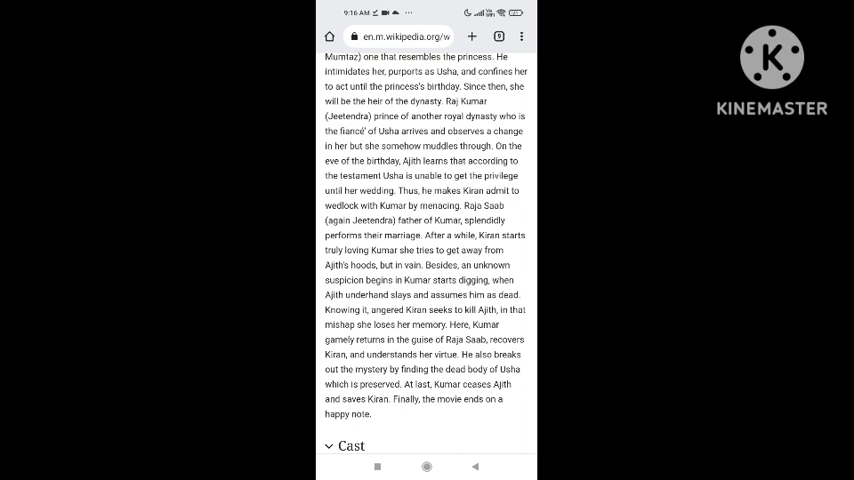 9:16 AM
en.m.wikipedia.org/w
9
Mumtaz) one that resembles the princess. He
intimidates her, purports as Usha, and confines her
to act until the princess's birthday. Since then, she
will be the heir of the dynasty. Raj Kumar
(Jeetendra) prince of another royal dynasty who is
the fiancé' of Usha arrives and observes a change
in her but she somehow muddles through. On the
eve of the birthday, Ajith learns that according to
the testament Usha is unable to get the privilege
until her wedding. Thus, he makes Kiran admit to
wedlock with Kumar by menacing. Raja Saab
(again Jeetendra) father of Kumar, splendidly
performs their marriage. After a while, Kiran starts
truly loving Kumar she tries to get away from
Ajith's hoods, but in vain. Besides, an unknown
suspicion begins in Kumar starts digging, when
Ajith underhand slays and assumes him as dead.
Knowing it, angered Kiran seeks to kill Ajith, in that
mishap she loses her memory. Here, Kumar
gamely returns in the guise of Raja Saab, recovers
Kiran, and understands her virtue. He also breaks
out the mystery by finding the dead body of Usha
which is preserved. At last, Kumar ceases Ajith
and saves Kiran. Finally, the movie ends on a
happy note.
Cast
K
KINEMASTER